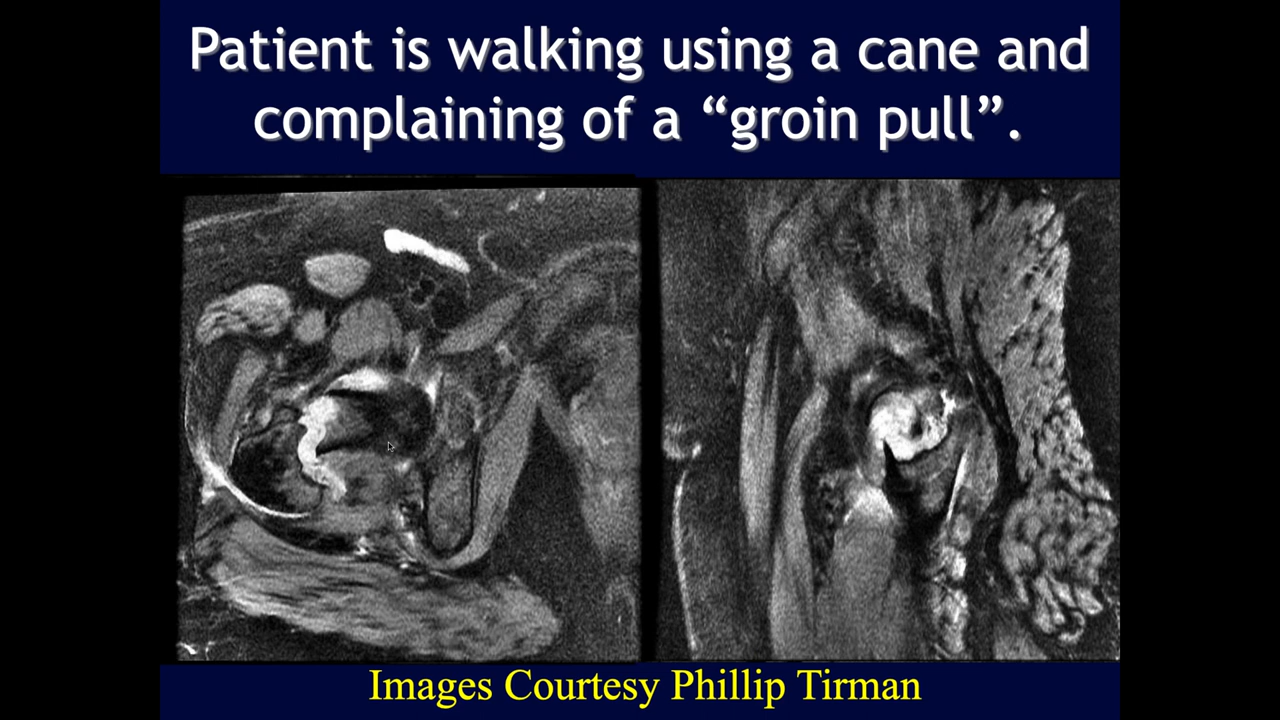 Patient is walking using a cane and
complaining of a “groin pull”.
Images Courtesy Phillip Tirman